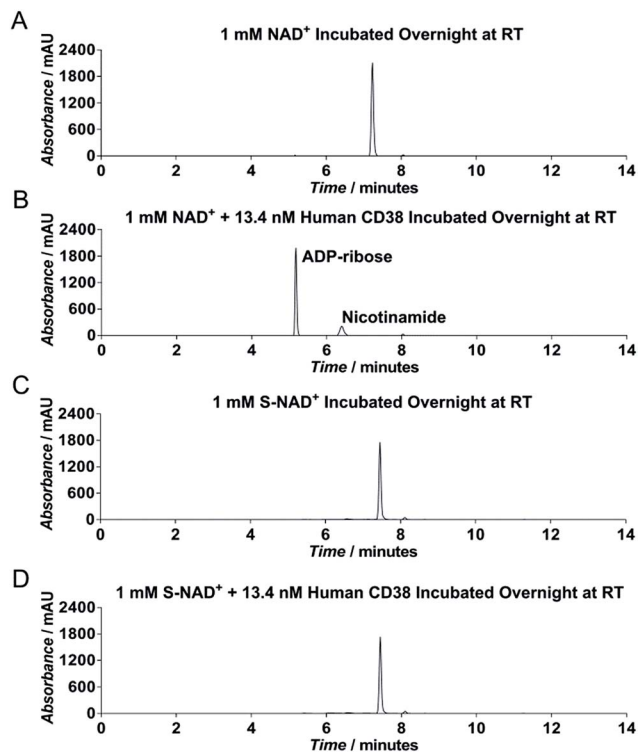 A
1 mM NAD⁺ Incubated Overnight at RT
2400
1800
1200
600
0
Absorbance / mAU
0 2 4 6 8 10 12 14
Time / minutes
B
1 mM NAD⁺ + 13.4 nM Human CD38 Incubated Overnight at RT
2400
1800
1200
600
0
Absorbance / mAU
ADP-ribose
Nicotinamide
0 2 4 6 8 10 12 14
Time / minutes
C
1 mM S-NAD⁺ Incubated Overnight at RT
2400
1800
1200
600
0
Absorbance / mAU
0 2 4 6 8 10 12 14
Time / minutes
D
1 mM S-NAD⁺ + 13.4 nM Human CD38 Incubated Overnight at RT
2400
1800
1200
600
0
Absorbance / mAU
0 2 4 6 8 10 12 14
Time / minutes